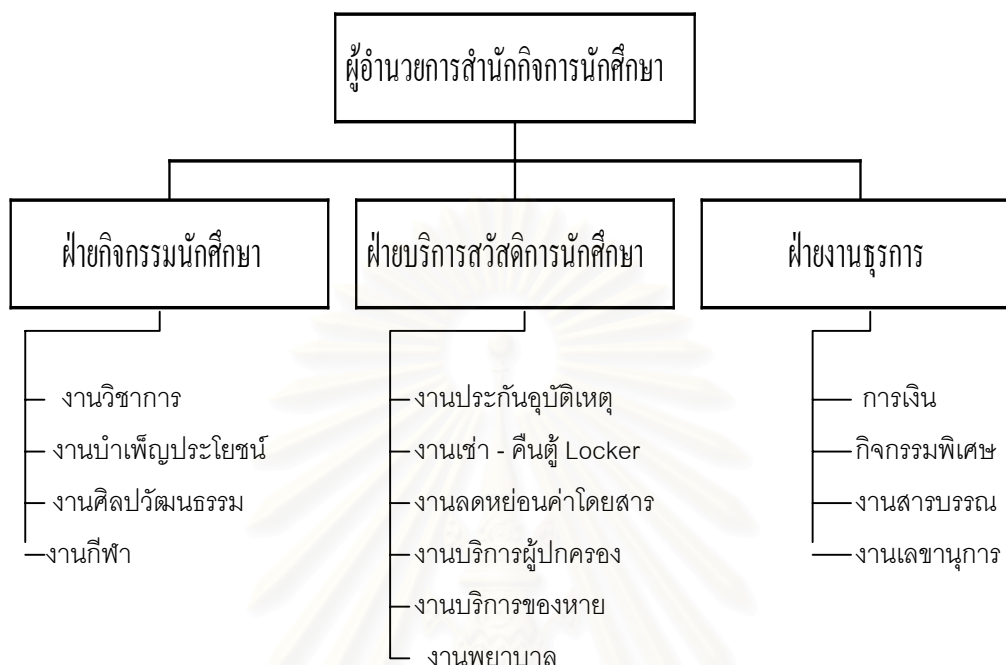 ผู้อำนวยการสำนักกิจการนักศึกษา
ฝ่ายกิจกรรมนักศึกษา
งานวิชาการ
งานบำเพ็ญประโยชน์
งานศิลปวัฒนธรรม
งานกีฬา
ฝ่ายบริการสวัสดิการนักศึกษา
งานประกันอุบัติเหตุ
งานเช่า - คืนตู้ Locker
งานลดหย่อนค่าโดยสาร
งานบริการผู้ปกครอง
งานบริการของหาย
งานพยาบาล
ฝ่ายงานธุรการ
การเงิน
กิจกรรมพิเศษ
งานสารบรรณ
งานเลขานุการ